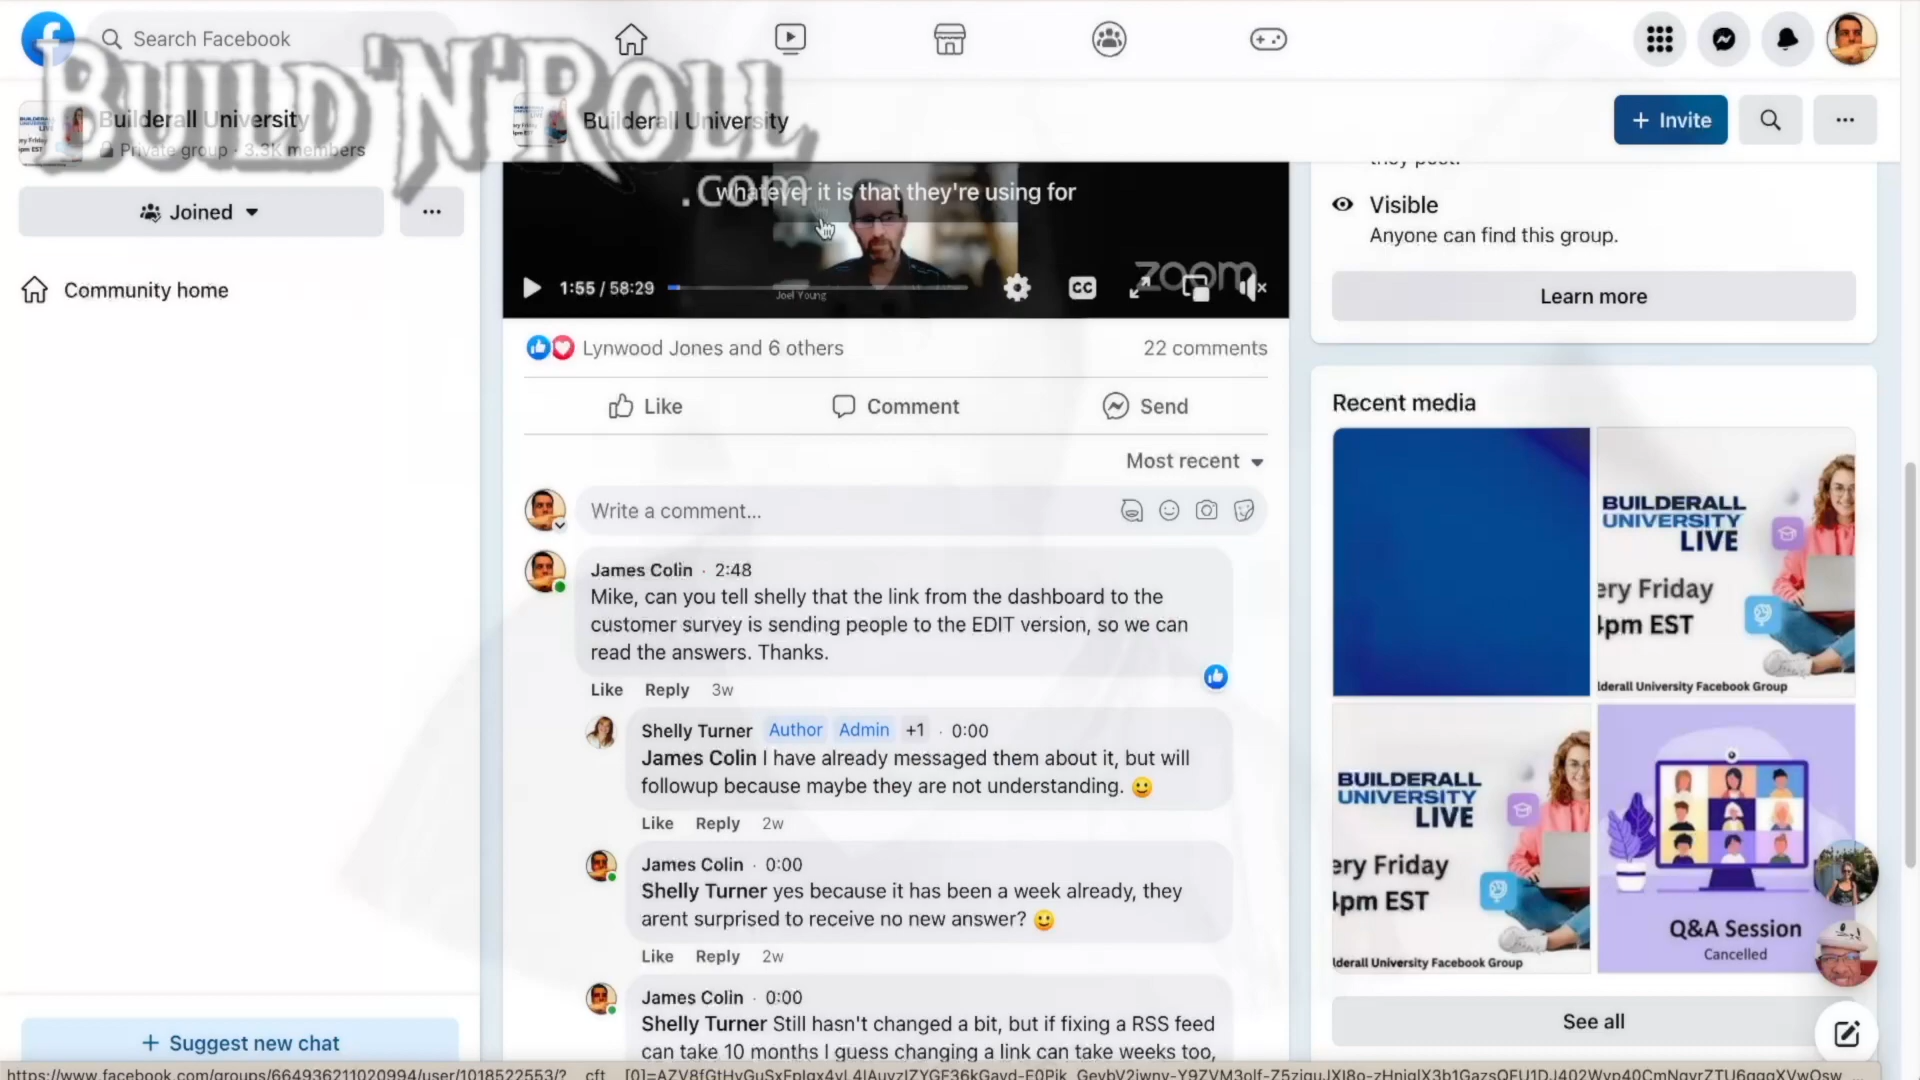 Search Facebook
BUILD'N'ROLL
.com
Builderall University
Private group · 3.3K members
Joined
Community home
+ Suggest new chat
Builderall University
+ Invite
whatever it is that they're using for
zoom
1:55 / 58:29
CC
Joel Young
Lynwood Jones and 6 others
22 comments
Like
Comment
Send
Most recent
Write a comment...
James Colin · 2:48
Mike, can you tell shelly that the link from the dashboard to the
customer survey is sending people to the EDIT version, so we can
read the answers. Thanks.
Like Reply 3w
Shelly Turner Author Admin +1 · 0:00
James Colin I have already messaged them about it, but will
followup because maybe they are not understanding.
Like Reply 2w
James Colin · 0:00
Shelly Turner yes because it has been a week already, they
arent surprised to receive no new answer?
Like Reply 2w
James Colin · 0:00
Shelly Turner Still hasn't changed a bit, but if fixing a RSS feed
can take 10 months I guess changing a link can take weeks too,
they post.
Visible
Anyone can find this group.
Learn more
Recent media
BUILDERALL
UNIVERSITY
LIVE
ery Friday
4pm EST
lderall University Facebook Group
BUILDERALL
UNIVERSITY
LIVE
ery Friday
4pm EST
lderall University Facebook Group
Q&A Session
Cancelled
See all